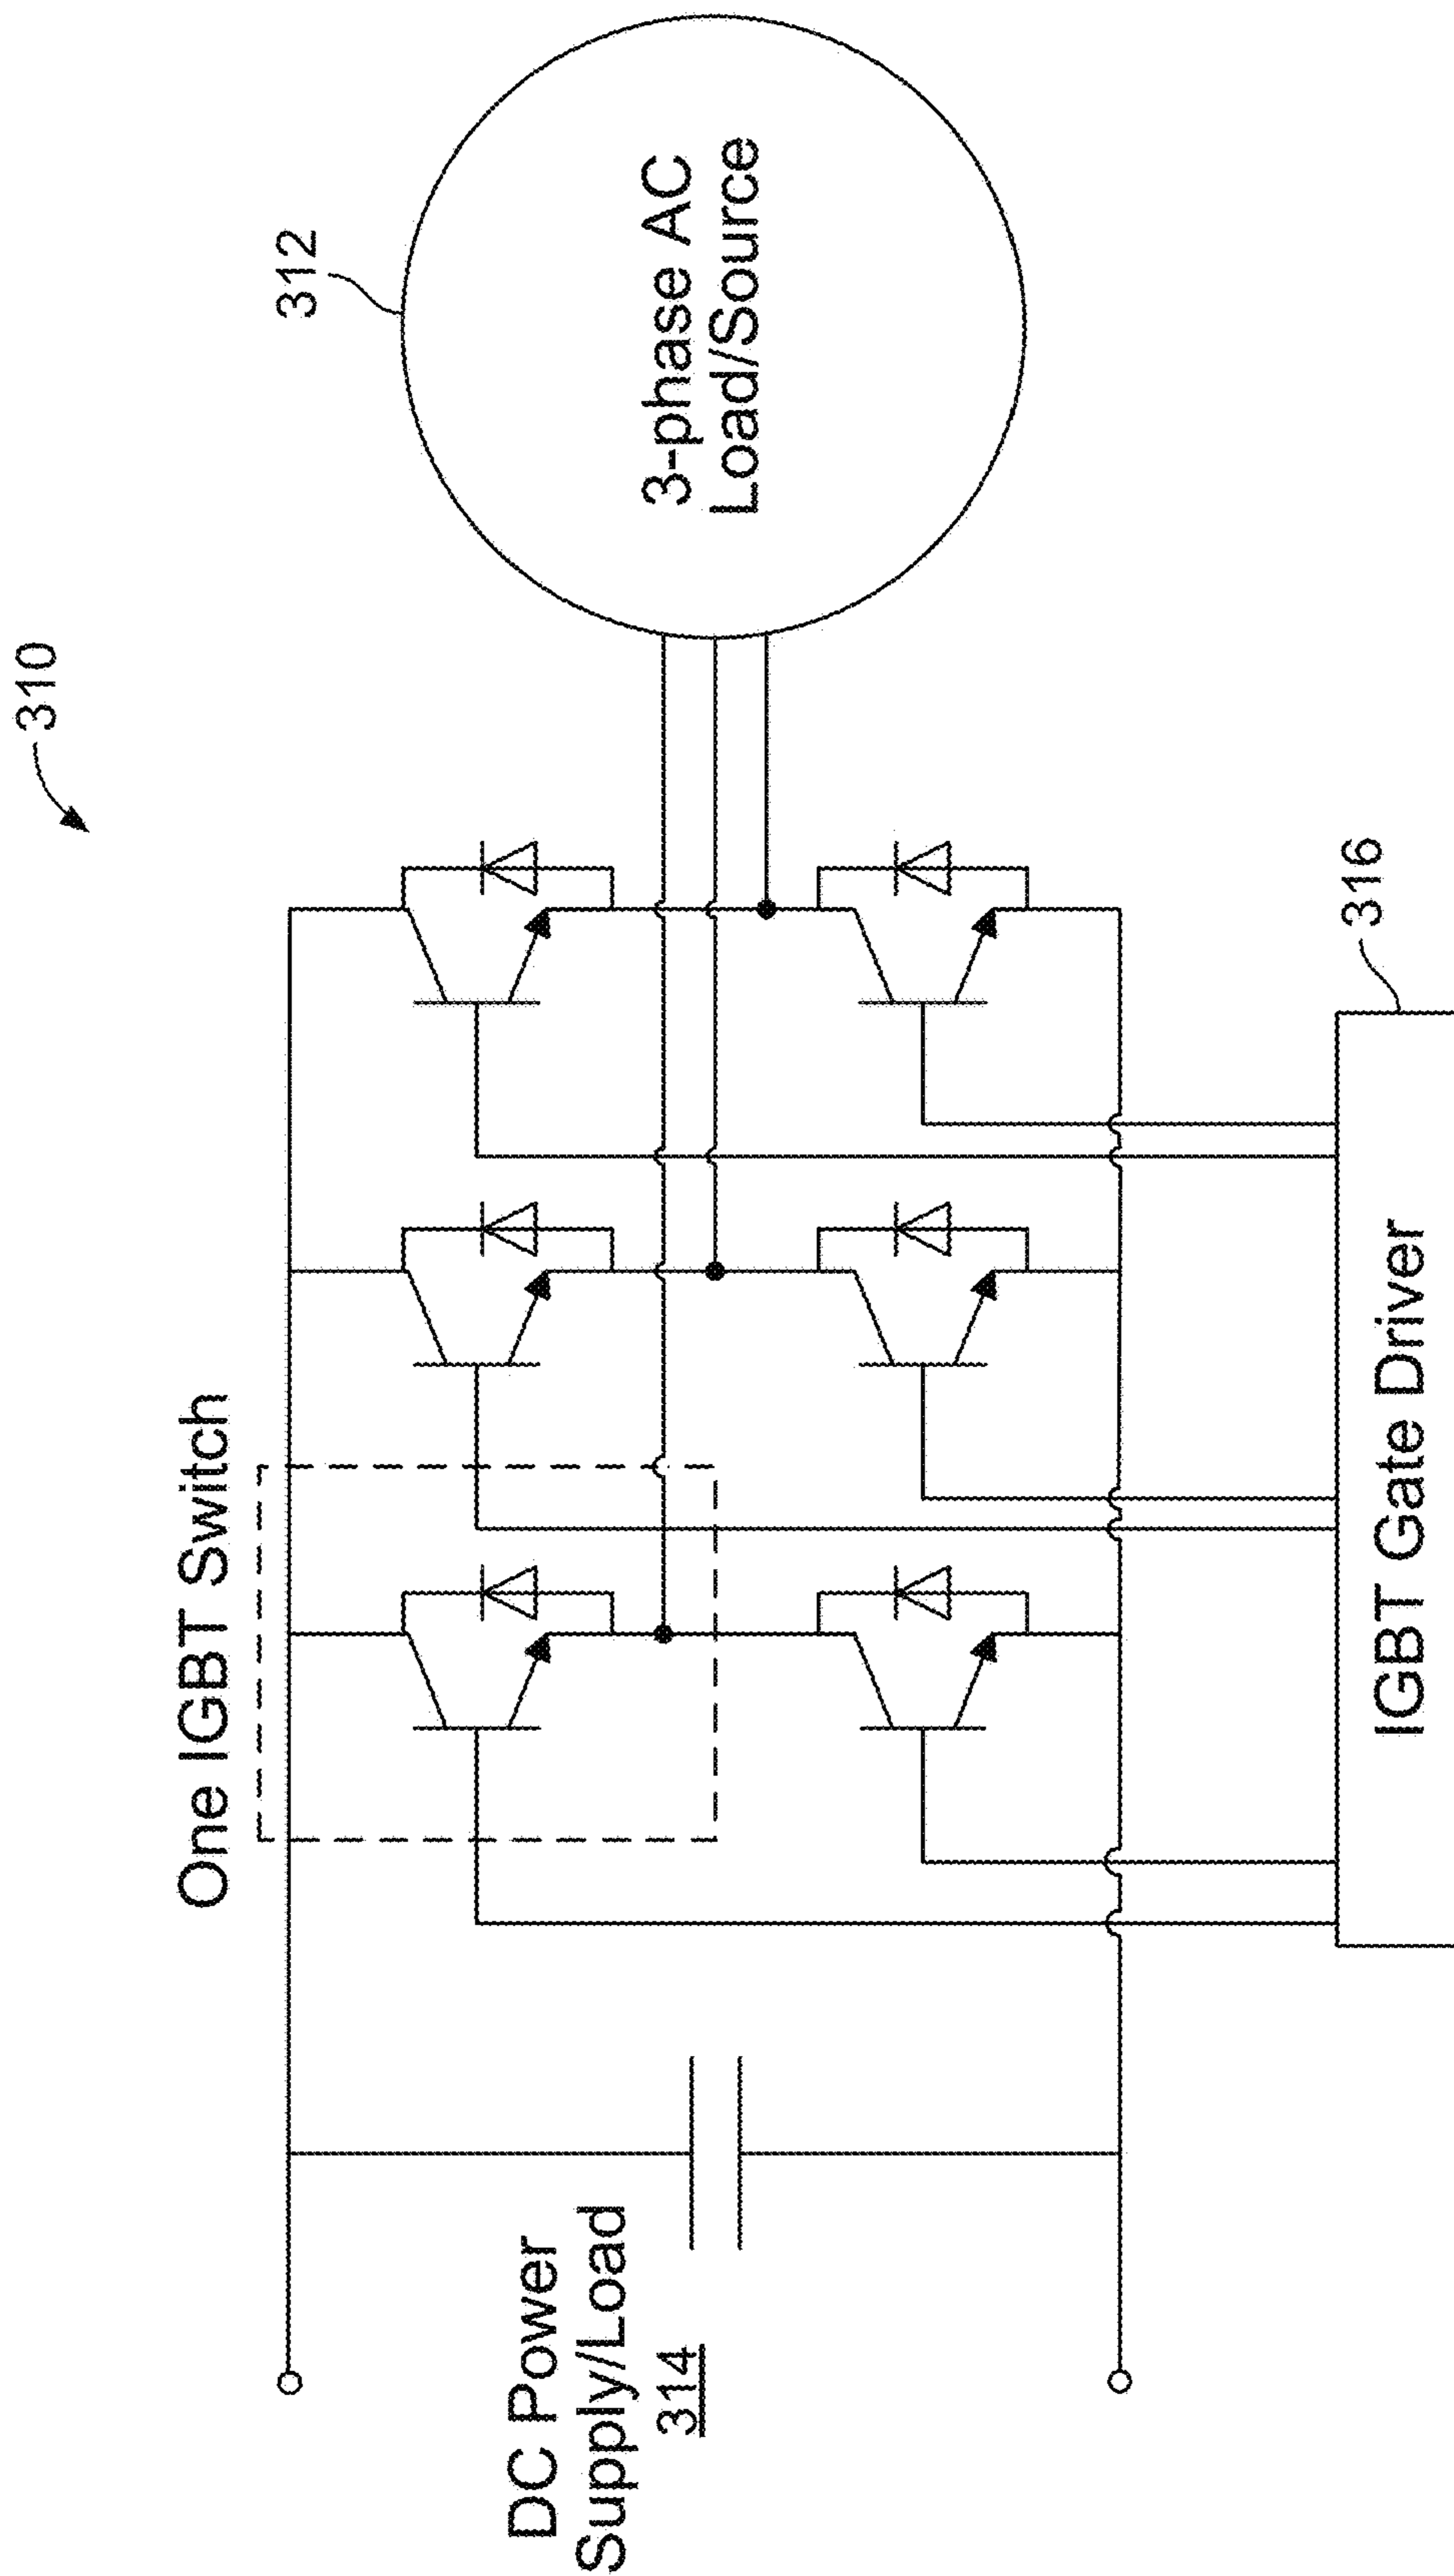 310
312
3-phase AC
Load/Source
One IGBT Switch
DC Power
Supply/Load
314
316
IGBT Gate Driver